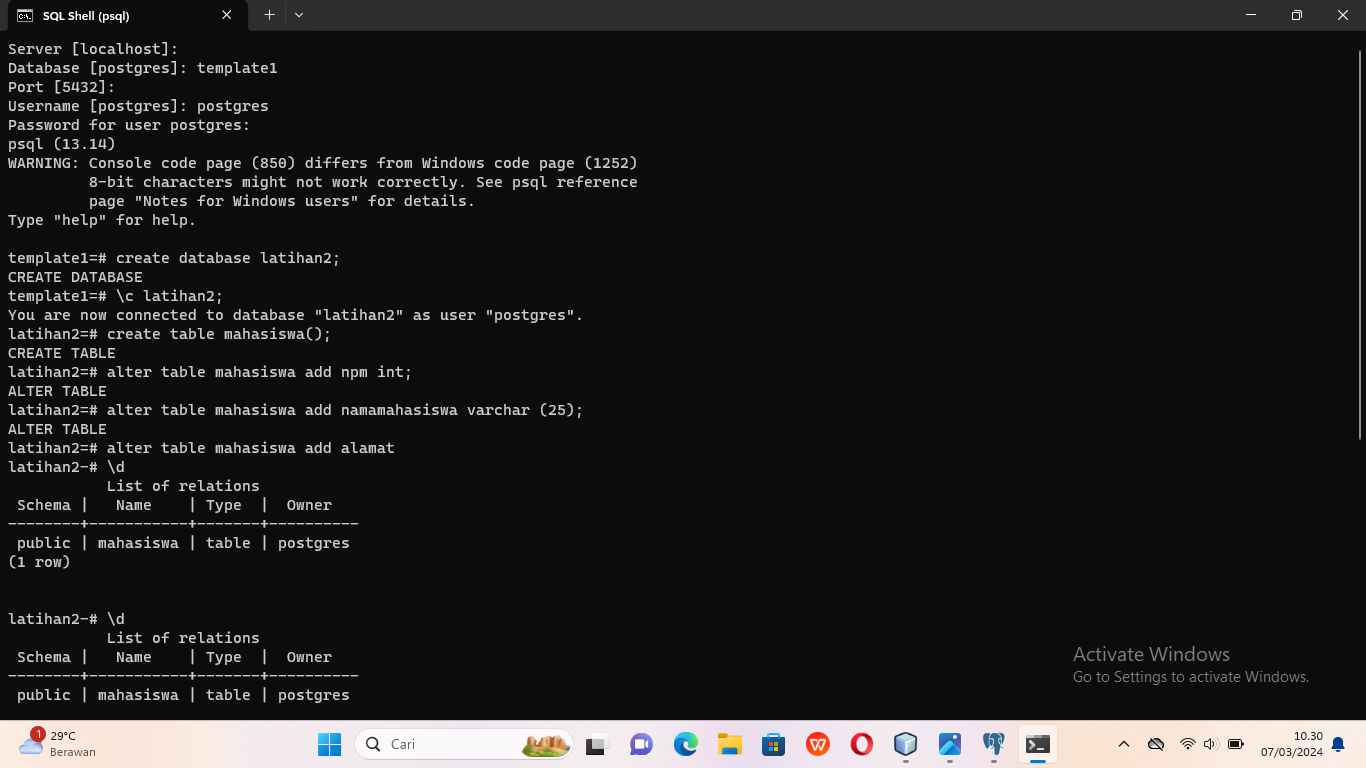 SQL Shell (psql)
Server [localhost]:
Database [postgres]: template1
Port [5432]:
Username [postgres]: postgres
Password for user postgres:
psql (13.14)
WARNING: Console code page (850) differs from Windows code page (1252)
         8-bit characters might not work correctly. See psql reference
         page "Notes for Windows users" for details.
Type "help" for help.

template1=# create database latihan2;
CREATE DATABASE
template1=# \c latihan2;
You are now connected to database "latihan2" as user "postgres".
latihan2=# create table mahasiswa();
CREATE TABLE
latihan2=# alter table mahasiswa add npm int;
ALTER TABLE
latihan2=# alter table mahasiswa add namamahasiswa varchar (25);
ALTER TABLE
latihan2=# alter table mahasiswa add alamat
latihan2-# \d
           List of relations
 Schema |   Name    | Type  |  Owner
--------+-----------+-------+----------
 public | mahasiswa | table | postgres
(1 row)


latihan2-# \d
           List of relations
 Schema |   Name    | Type  |  Owner
--------+-----------+-------+----------
 public | mahasiswa | table | postgres
Activate Windows
Go to Settings to activate Windows.
1
29°C
Berawan
Cari
10.30
07/03/2024